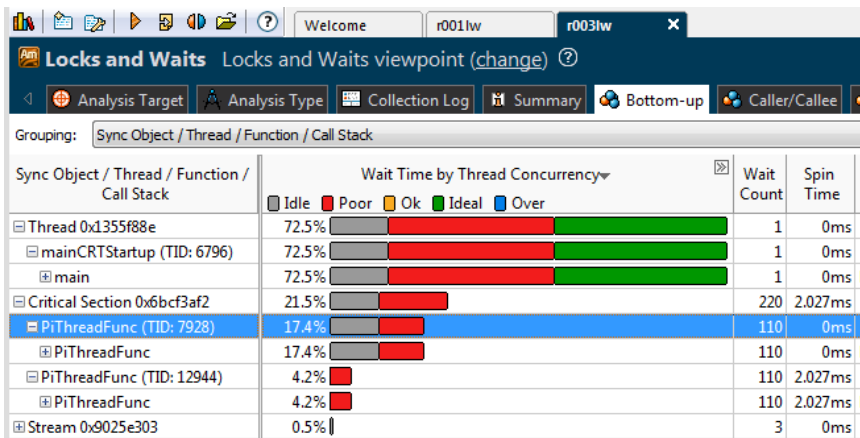 Welcome r001lw r003lw x
Am Locks and Waits Locks and Waits viewpoint (change) ?
Analysis Target Analysis Type Collection Log Summary Bottom-up Caller/Callee
Grouping: Sync Object / Thread / Function / Call Stack
Sync Object / Thread / Function / Call Stack Wait Time by Thread Concurrency Wait Count Spin Time
Idle Poor Ok Ideal Over
Thread 0x1355f88e 72.5% 1 0ms
mainCRTStartup (TID: 6796) 72.5% 1 0ms
main 72.5% 1 0ms
Critical Section 0x6bcf3af2 21.5% 220 2.027ms
PiThreadFunc (TID: 7928) 17.4% 110 0ms
PiThreadFunc 17.4% 110 0ms
PiThreadFunc (TID: 12944) 4.2% 110 2.027ms
PiThreadFunc 4.2% 110 2.027ms
Stream 0x9025e303 0.5% 3 0ms